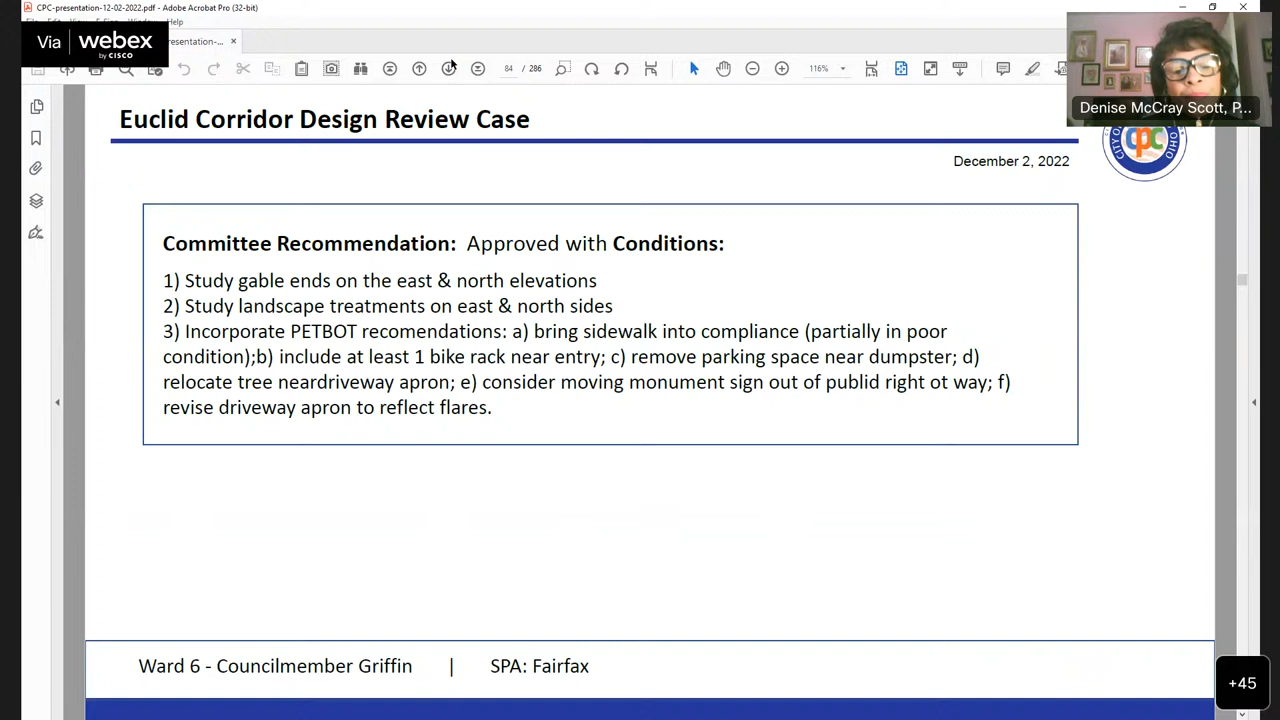 CPC-presentation-12-02-2022.pdf - Adobe Acrobat Pro (32-bit)
Help
Via webex
by CISCO
resentation-...
84 / 286
116%
Denise McCray Scott, P...
Euclid Corridor Design Review Case
CITY O
cpc
OHIO
December 2, 2022
Committee Recommendation: Approved with Conditions:
1) Study gable ends on the east & north elevations
2) Study landscape treatments on east & north sides
3) Incorporate PETBOT recomendations: a) bring sidewalk into compliance (partially in poor
condition);b) include at least 1 bike rack near entry; c) remove parking space near dumpster; d)
relocate tree neardriveway apron; e) consider moving monument sign out of publid right ot way; f)
revise driveway apron to reflect flares.
Ward 6 - Councilmember Griffin | SPA: Fairfax
+45